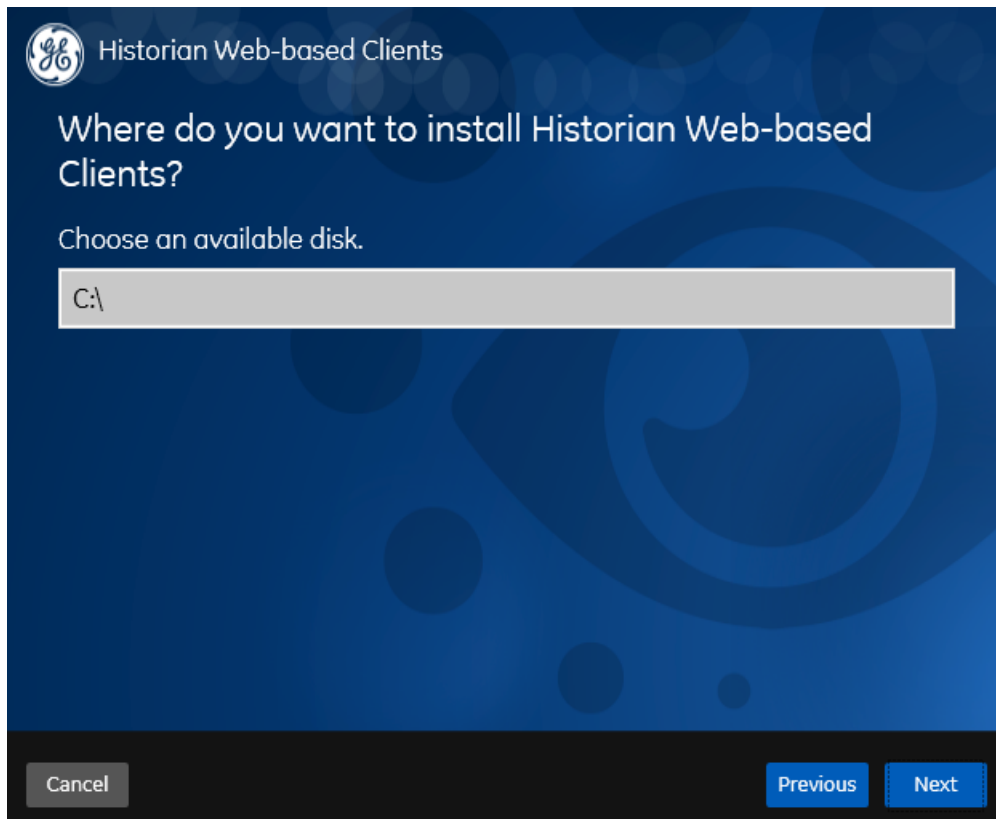 GE
Historian Web-based Clients
Where do you want to install Historian Web-based
Clients?
Choose an available disk.
C:\
Cancel
Previous
Next